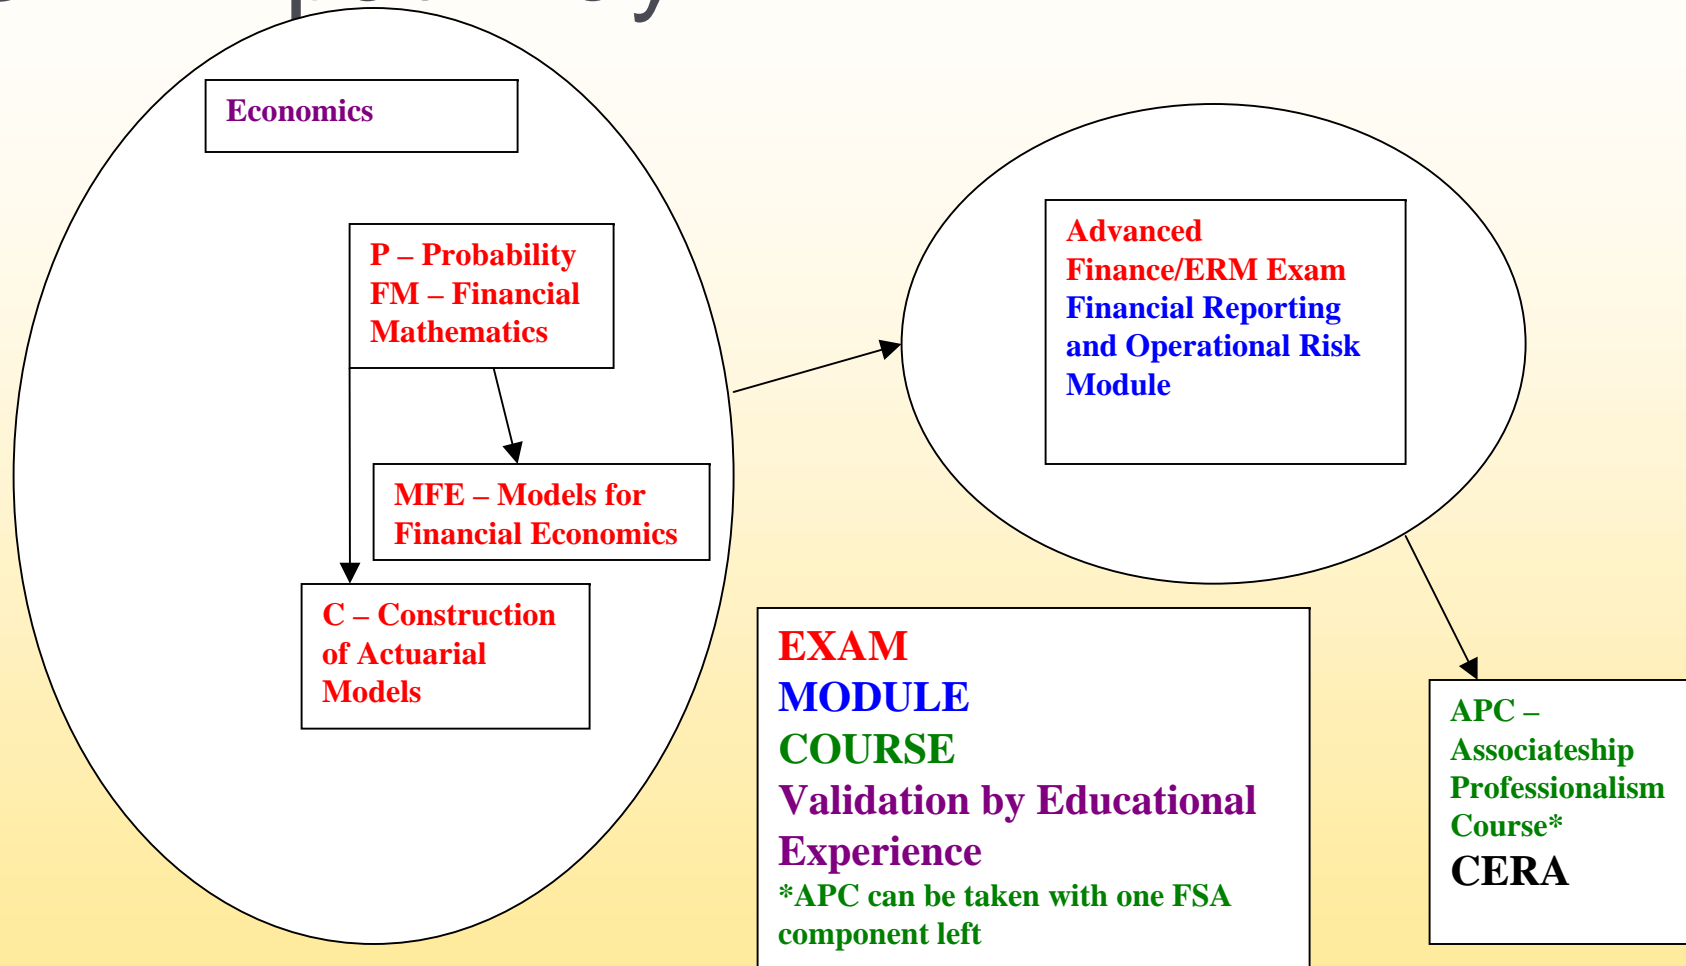 Economics
P – Probability
FM – Financial
Mathematics
MFE – Models for
Financial Economics
C – Construction
of Actuarial
Models
Advanced
Finance/ERM Exam
Financial Reporting
and Operational Risk
Module
EXAM
MODULE
COURSE
Validation by Educational
Experience
*APC can be taken with one FSA
component left
APC –
Associateship
Professionalism
Course*
CERA